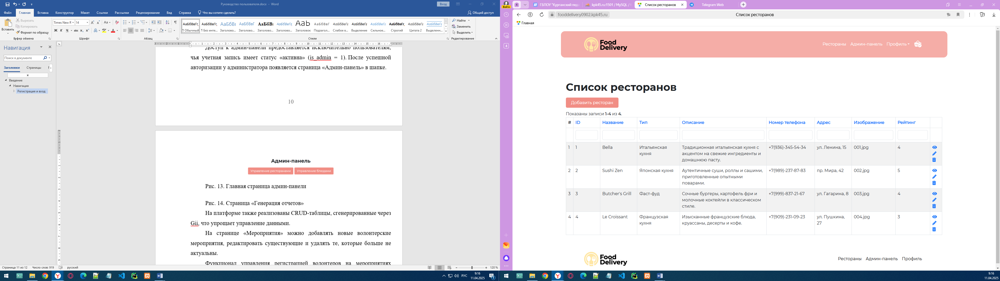 Руководство пользователя.docx - Word
Вход
Файл Главная Вставка Конструктор Макет Ссылки Рассылки Рецензирование Вид Справка Что вы хотите сделать? Общий доступ
Вставить
Вырезать
Копировать
Формат по образцу
Буфер обмена
Times New R 14
Ж К Ч
Шрифт
Абзац
АаБбВвГг, АаБбВвГг, АаБбВвІ АаБбВвГ АаБбВı АаБбВвГг, АаЬ АаБбВвГ АаБбВвГг АаБбВвГг АаБбВвГг АаБбВвГг, АаБбВвГг АаБбВвГг
¶ Обычный ¶ Без инте... Заголово... Заголово... Заголово... Заголово... Заголовок Подзагол... Слабое в... Выделение Сильное... Строгий Цитата 2 Выделенн...
Стили
Найти
Заменить
Выделить
Редактирование
Навигация
Поиск в документе
Заголовки Страницы
Введение
Навигация
Регистрация и вход
Доступ к админ-панели предоставляется исключительно пользователям,
чья учетная запись имеет статус «активна» (is_admin = 1). После успешной
авторизации у администратора появляется страница «Админ-панель» в шапке.
10
Админ-панель
Управление ресторанами Управление блюдами
Рис. 13. Главная страница админ-панели
Рис. 14. Страница «Генерация отчетов»
На платформе также реализованы CRUD-таблицы, сгенерированные через
Gii, что упрощает управление данными.
На странице «Мероприятия» можно добавлять новые волонтерские
мероприятия, редактировать существующие и удалять те, которые больше не
актуальны.
Функционал управления регистрацией волонтеров на мероприятиях
Страница 11 из 12 Число слов: 919 русский
120 %
РУС
9:16
11.04.2025
Войти
4
ГБПОУ "Курганский пед
kpk45.ru:1501 / MySQL /
Список ресторанов
Telegram Web
fooddelivery0902.kpk45.ru
Список ресторанов
Главная
4
Food
Delivery
Рестораны Админ-панель Профиль
Список ресторанов
Добавить ресторан
Показаны записи 1-4 из 4.
# ID Название Тип Описание Номер телефона Адрес Изображение Рейтинг
1 1 Bella Итальянская кухня Традиционная итальянская кухня с акцентом на свежие ингредиенты и домашнюю пасту. +7(936)-345-54-34 ул. Ленина, 15 001.jpg 4
2 2 Sushi Zen Японская кухня Аутентичные суши, роллы и сашими, приготовленные опытными поварами. +7(989)-237-87-83 пр. Мира, 42 002.jpg 5
3 3 Butcher's Grill Фаст-фуд Сочные бургеры, картофель фри и молочные коктейли в классическом стиле. +7(999)-837-21-67 ул. Гагарина, 8 003.jpg 4
4 4 Le Croissant Французская кухня Изысканные французские блюда, круассаны, десерты и кофе. +7(909)-231-09-23 ул. Пушкина, 27 004.jpg 3
Food
Delivery
Рестораны Админ-панель Профиль
9:16
11.04.2025